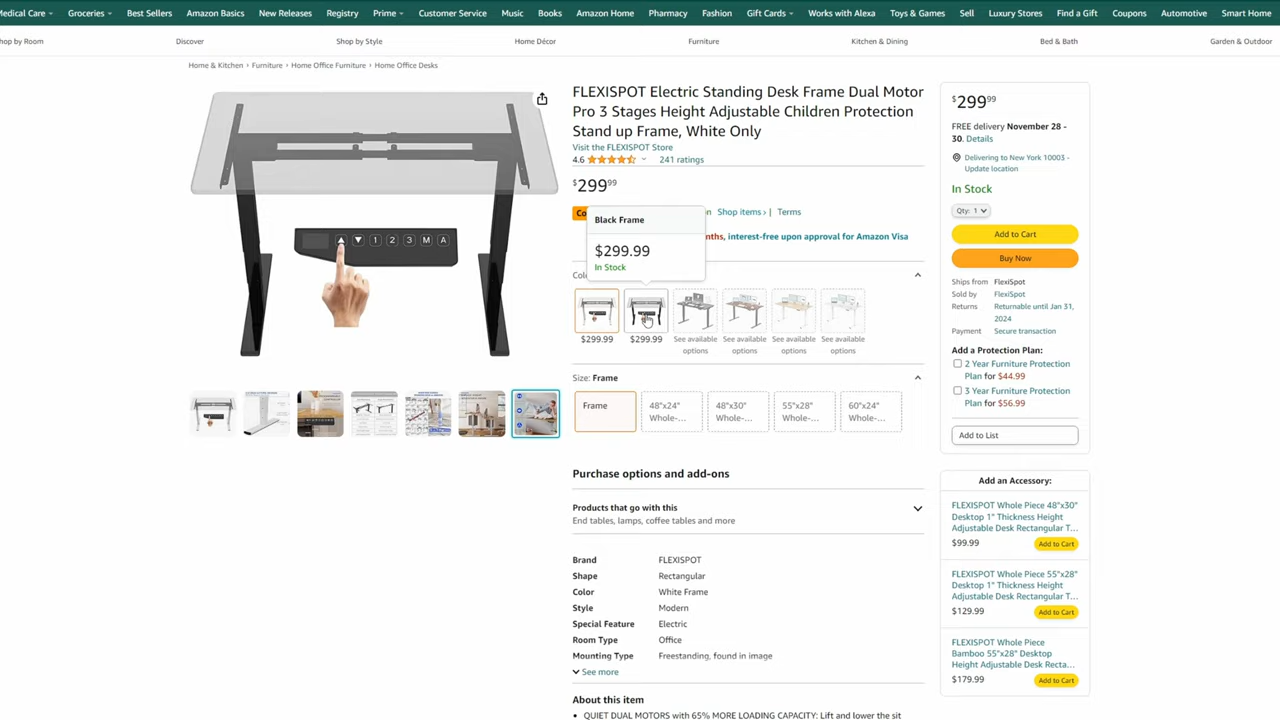 Medical Care
Groceries
Best Sellers
Amazon Basics
New Releases
Registry
Prime
Customer Service
Music
Books
Amazon Home
Pharmacy
Fashion
Gift Cards
Works with Alexa
Toys & Games
Sell
Luxury Stores
Find a Gift
Coupons
Automotive
Smart Home
hop by Room
Discover
Shop by Style
Home Décor
Furniture
Kitchen & Dining
Bed & Bath
Garden & Outdoor
Home & Kitchen › Furniture › Home Office Furniture › Home Office Desks
1 2 3 M A
FLEXISPOT Electric Standing Desk Frame Dual Motor
Pro 3 Stages Height Adjustable Children Protection
Stand up Frame, White Only
Visit the FLEXISPOT Store
4.6
241 ratings
$299.99
Co
n Shop items › | Terms
nths, interest-free upon approval for Amazon Visa
Black Frame
$299.99
In Stock
Colo
$299.99
$299.99
See available
options
See available
options
See available
options
See available
options
Size: Frame
Frame
48"x24"
Whole-...
48"x30"
Whole-...
55"x28"
Whole-...
60"x24"
Whole-...
Purchase options and add-ons
Products that go with this
End tables, lamps, coffee tables and more
Brand FLEXISPOT
Shape Rectangular
Color White Frame
Style Modern
Special Feature Electric
Room Type Office
Mounting Type Freestanding, found in image
See more
About this item
• QUIET DUAL MOTORS with 65% MORE LOADING CAPACITY: Lift and lower the sit
$299.99
FREE delivery November 28 -
30. Details
Delivering to New York 10003 -
Update location
In Stock
Qty: 1
Add to Cart
Buy Now
Ships from FlexiSpot
Sold by FlexiSpot
Returns Returnable until Jan 31,
2024
Payment Secure transaction
Add a Protection Plan:
2 Year Furniture Protection
Plan for $44.99
3 Year Furniture Protection
Plan for $56.99
Add to List
Add an Accessory:
FLEXISPOT Whole Piece 48"x30"
Desktop 1" Thickness Height
Adjustable Desk Rectangular T...
$99.99
Add to Cart
FLEXISPOT Whole Piece 55"x28"
Desktop 1" Thickness Height
Adjustable Desk Rectangular T...
$129.99
Add to Cart
FLEXISPOT Whole Piece
Bamboo 55"x28" Desktop
Height Adjustable Desk Recta...
$179.99
Add to Cart